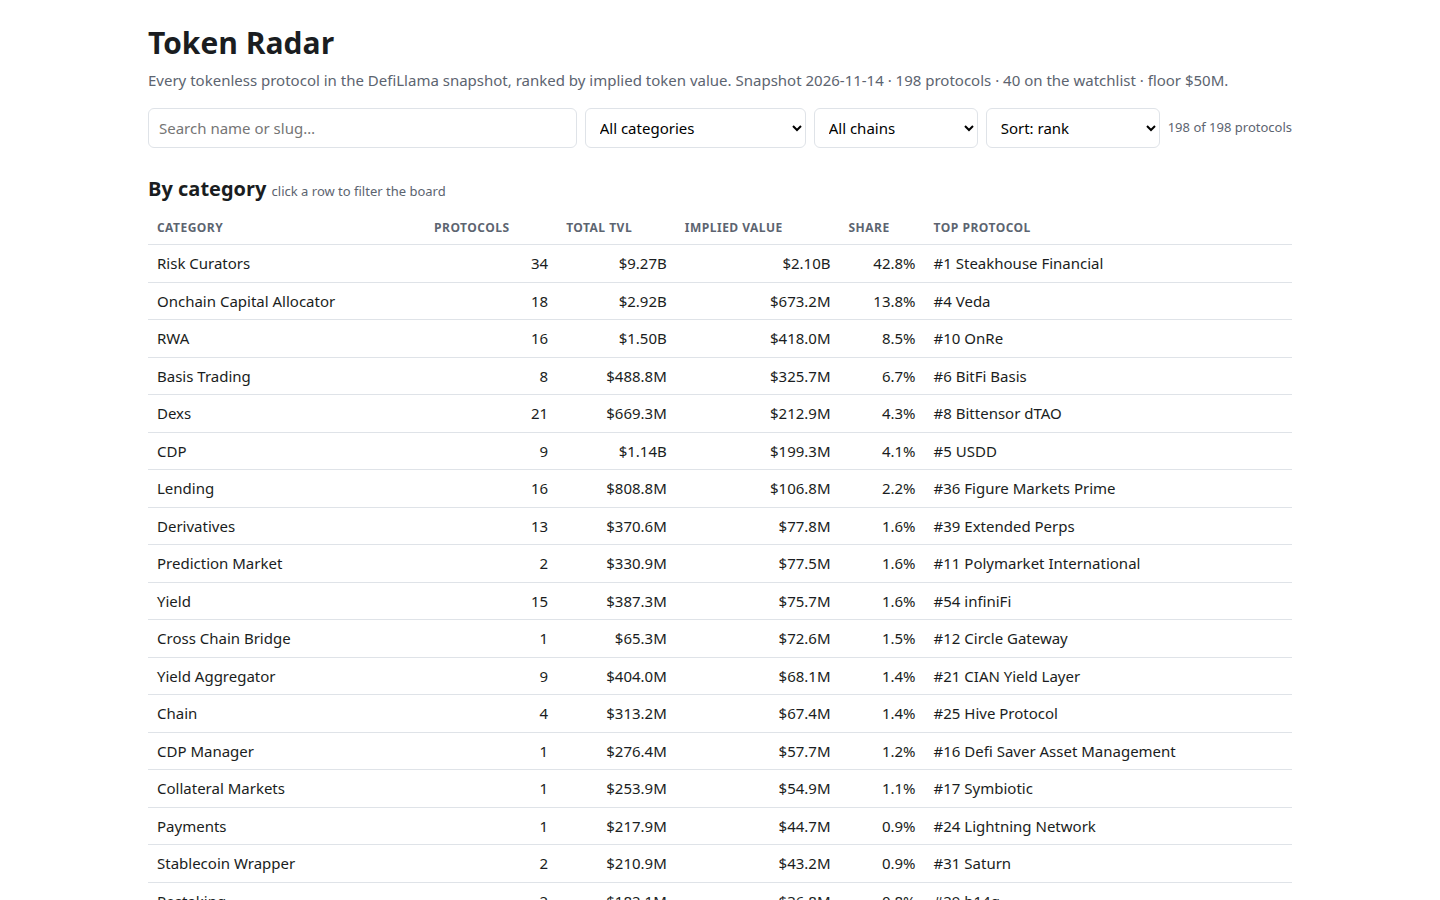 Token Radar
Every tokenless protocol in the DefiLlama snapshot, ranked by implied token value. Snapshot 2026-11-14 · 198 protocols · 40 on the watchlist · floor $50M.
Search name or slug... All categories All chains Sort: rank 198 of 198 protocols
By category click a row to filter the board
CATEGORY PROTOCOLS TOTAL TVL IMPLIED VALUE SHARE TOP PROTOCOL
Risk Curators 34 $9.27B $2.10B 42.8% #1 Steakhouse Financial
Onchain Capital Allocator 18 $2.92B $673.2M 13.8% #4 Veda
RWA 16 $1.50B $418.0M 8.5% #10 OnRe
Basis Trading 8 $488.8M $325.7M 6.7% #6 BitFi Basis
Dexs 21 $669.3M $212.9M 4.3% #8 Bittensor dTAO
CDP 9 $1.14B $199.3M 4.1% #5 USDD
Lending 16 $808.8M $106.8M 2.2% #36 Figure Markets Prime
Derivatives 13 $370.6M $77.8M 1.6% #39 Extended Perps
Prediction Market 2 $330.9M $77.5M 1.6% #11 Polymarket International
Yield 15 $387.3M $75.7M 1.6% #54 infiniFi
Cross Chain Bridge 1 $65.3M $72.6M 1.5% #12 Circle Gateway
Yield Aggregator 9 $404.0M $68.1M 1.4% #21 CIAN Yield Layer
Chain 4 $313.2M $67.4M 1.4% #25 Hive Protocol
CDP Manager 1 $276.4M $57.7M 1.2% #16 Defi Saver Asset Management
Collateral Markets 1 $253.9M $54.9M 1.1% #17 Symbiotic
Payments 1 $217.9M $44.7M 0.9% #24 Lightning Network
Stablecoin Wrapper 2 $210.9M $43.2M 0.9% #31 Saturn